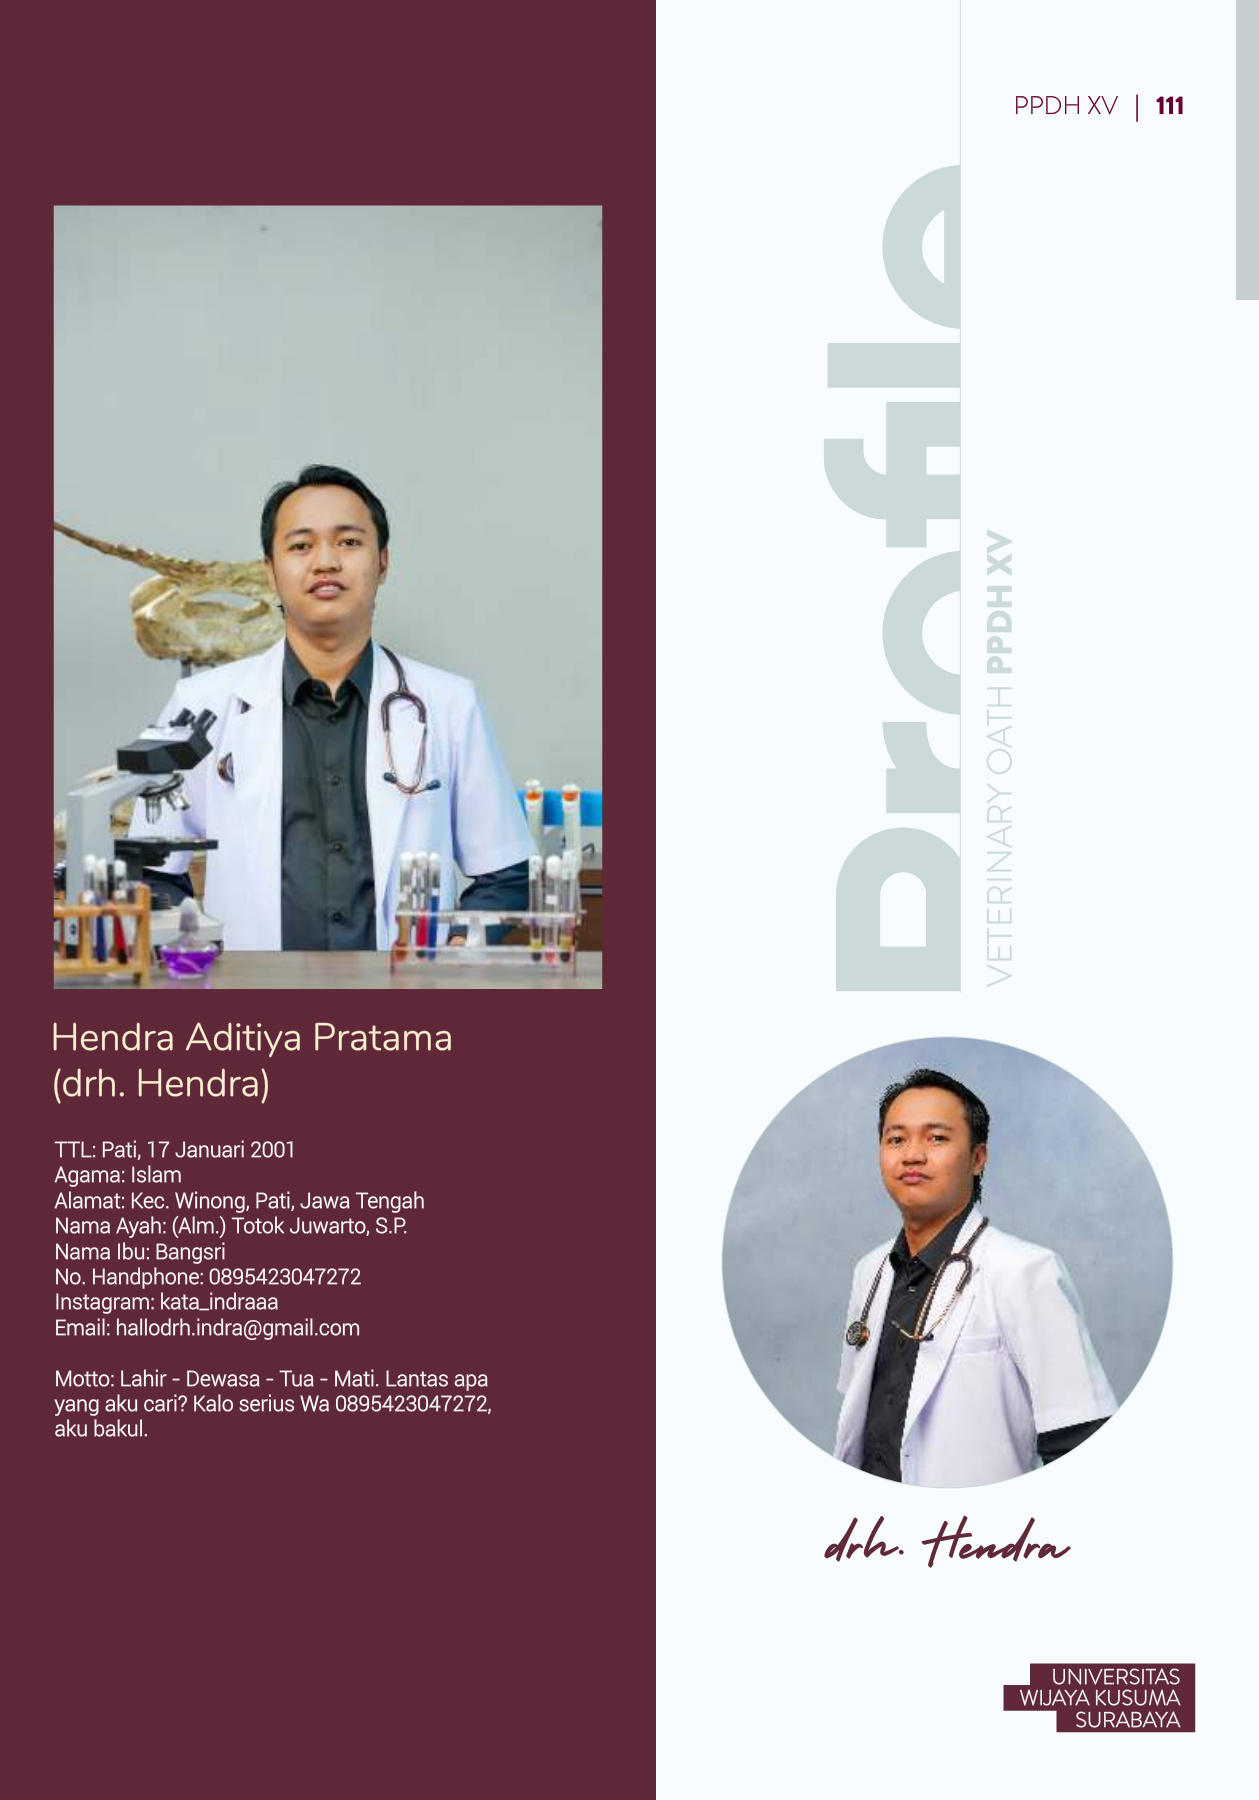 PPDH XV | 111
Profile
VETERINARY OATH PPDH XV
Hendra Aditiya Pratama
(drh. Hendra)
TTL: Pati, 17 Januari 2001
Agama: Islam
Alamat: Kec. Winong, Pati, Jawa Tengah
Nama Ayah: (Alm.) Totok Juwarto, S.P.
Nama Ibu: Bangsri
No. Handphone: 0895423047272
Instagram: kata_indraaa
Email: hallodrh.indra@gmail.com
Motto: Lahir - Dewasa - Tua - Mati. Lantas apa
yang aku cari? Kalo serius Wa 0895423047272,
aku bakul.
drh. Hendra
UNIVERSITAS
WIJAYA KUSUMA
SURABAYA